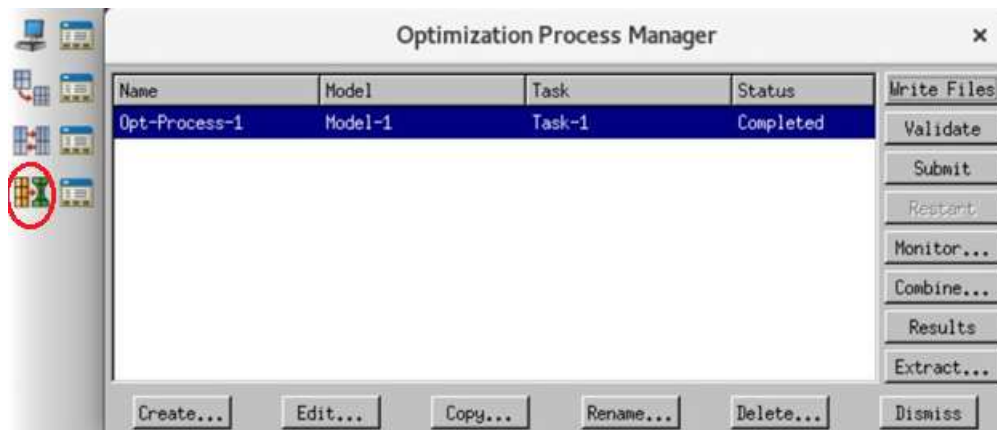 Optimization Process Manager
Name Model Task Status
Opt-Process-1 Model-1 Task-1 Completed
Write Files
Validate
Submit
Restart
Monitor...
Combine...
Results
Extract...
Create... Edit... Copy... Rename... Delete... Dismiss